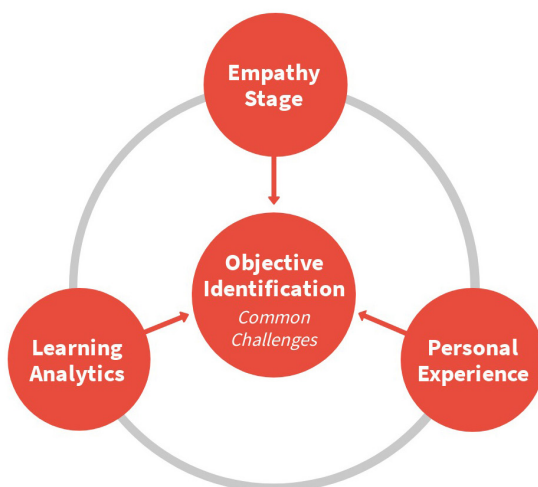 Empathy
Stage
Objective
Identification
Common
Challenges
Learning
Analytics
Personal
Experience